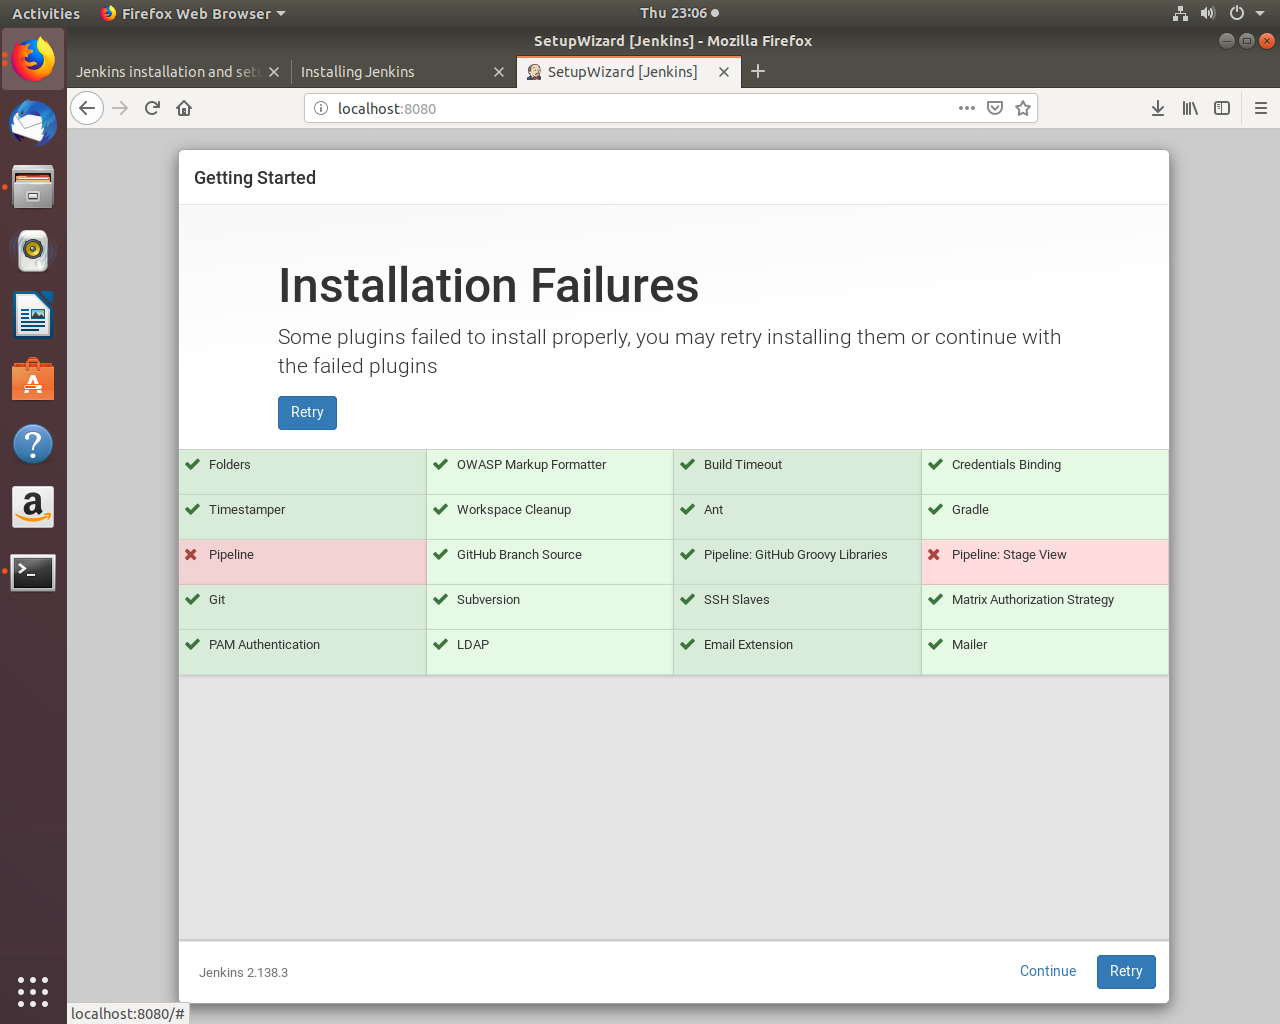 Activities Firefox Web Browser Thu 23:06
SetupWizard [Jenkins] - Mozilla Firefox
Jenkins installation and setu Installing Jenkins SetupWizard [Jenkins]
localhost:8080
Getting Started
Installation Failures
Some plugins failed to install properly, you may retry installing them or continue with
the failed plugins
Retry
Folders OWASP Markup Formatter Build Timeout Credentials Binding
Timestamper Workspace Cleanup Ant Gradle
Pipeline GitHub Branch Source Pipeline: GitHub Groovy Libraries Pipeline: Stage View
Git Subversion SSH Slaves Matrix Authorization Strategy
PAM Authentication LDAP Email Extension Mailer
Jenkins 2.138.3 Continue Retry
localhost:8080/#